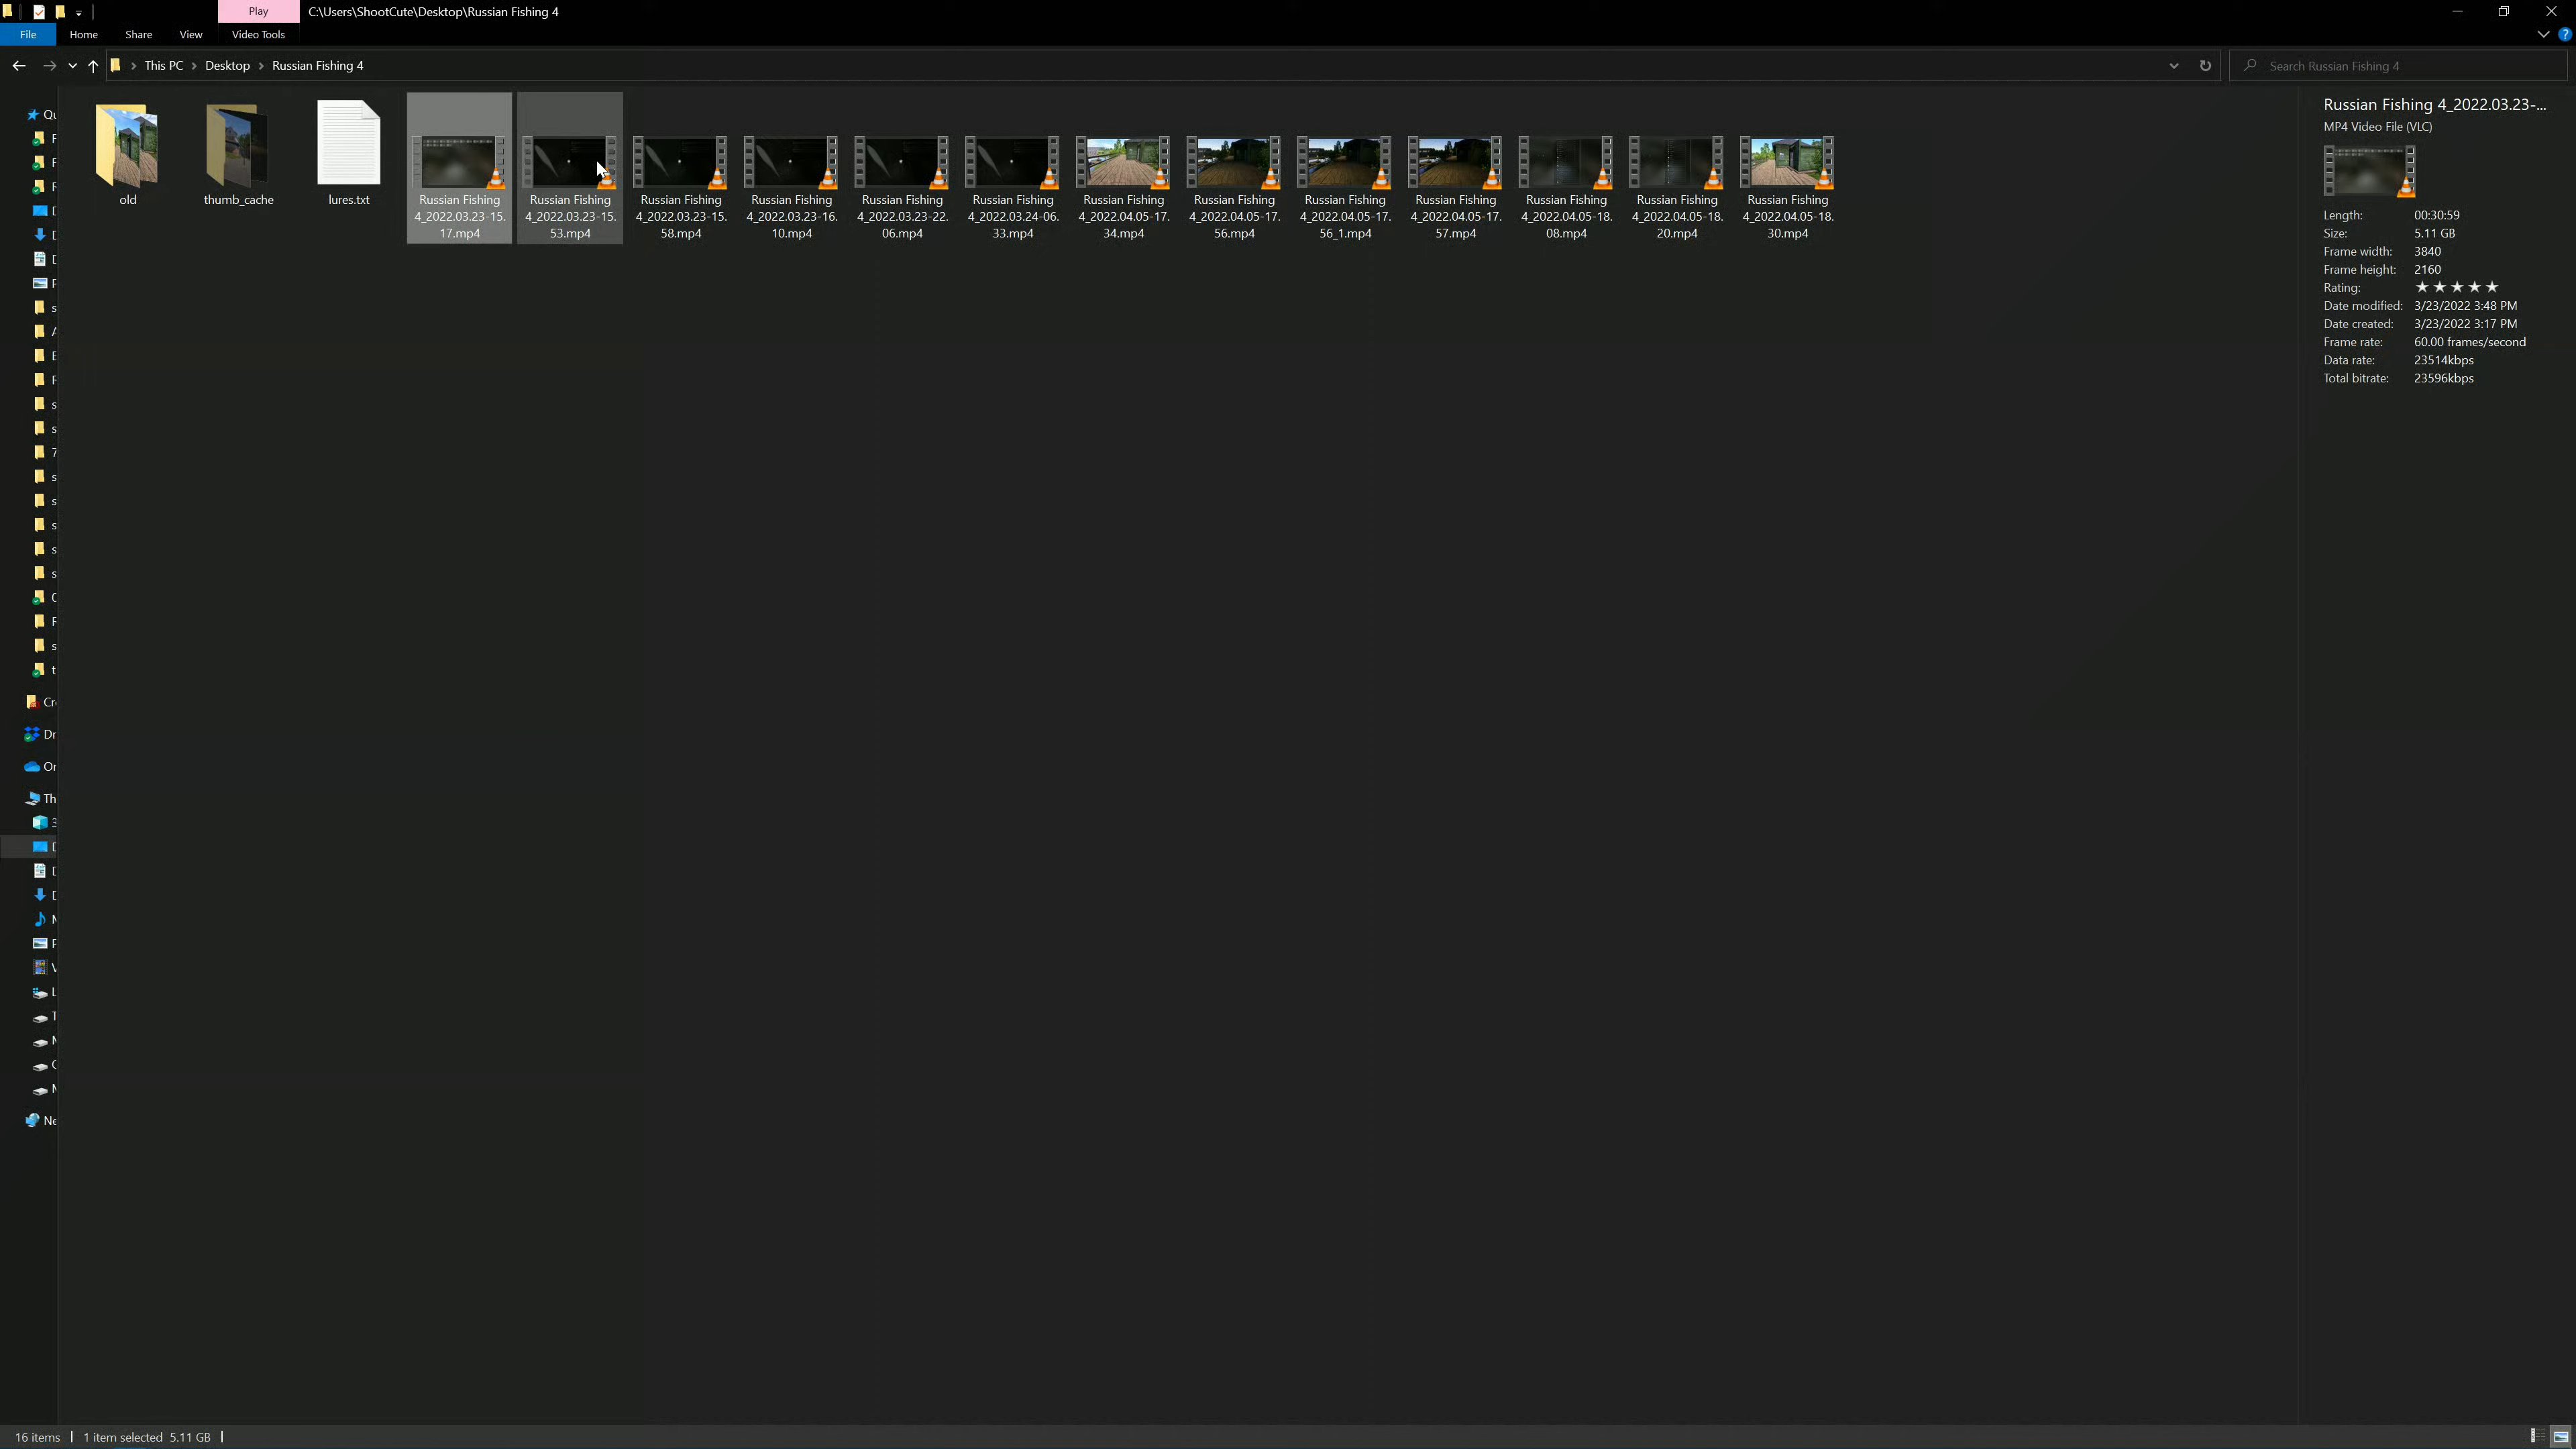 Play
C:\Users\ShootCute\Desktop\Russian Fishing 4
File
Home
Share
View
Video Tools
This PC
Desktop
Russian Fishing 4
Search Russian Fishing 4
old
thumb_cache
lures.txt
Russian Fishing
4_2022.03.23-15.
17.mp4
Russian Fishing
4_2022.03.23-15.
53.mp4
Russian Fishing
4_2022.03.23-15.
58.mp4
Russian Fishing
4_2022.03.23-16.
10.mp4
Russian Fishing
4_2022.03.23-22.
06.mp4
Russian Fishing
4_2022.03.24-06.
33.mp4
Russian Fishing
4_2022.04.05-17.
34.mp4
Russian Fishing
4_2022.04.05-17.
56.mp4
Russian Fishing
4_2022.04.05-17.
56_1.mp4
Russian Fishing
4_2022.04.05-17.
57.mp4
Russian Fishing
4_2022.04.05-18.
08.mp4
Russian Fishing
4_2022.04.05-18.
20.mp4
Russian Fishing
4_2022.04.05-18.
30.mp4
Russian Fishing 4_2022.03.23-...
MP4 Video File (VLC)
Length: 00:30:59
Size: 5.11 GB
Frame width: 3840
Frame height: 2160
Rating:
Date modified: 3/23/2022 3:48 PM
Date created: 3/23/2022 3:17 PM
Frame rate: 60.00 frames/second
Data rate: 23514kbps
Total bitrate: 23596kbps
16 items
1 item selected 5.11 GB